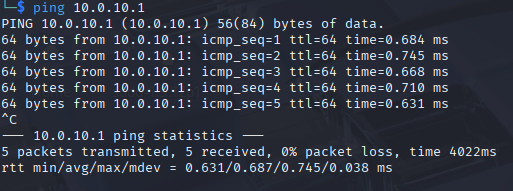 └─$ ping 10.0.10.1
PING 10.0.10.1 (10.0.10.1) 56(84) bytes of data.
64 bytes from 10.0.10.1: icmp_seq=1 ttl=64 time=0.684 ms
64 bytes from 10.0.10.1: icmp_seq=2 ttl=64 time=0.745 ms
64 bytes from 10.0.10.1: icmp_seq=3 ttl=64 time=0.668 ms
64 bytes from 10.0.10.1: icmp_seq=4 ttl=64 time=0.710 ms
64 bytes from 10.0.10.1: icmp_seq=5 ttl=64 time=0.631 ms
^C
--- 10.0.10.1 ping statistics ---
5 packets transmitted, 5 received, 0% packet loss, time 4022ms
rtt min/avg/max/mdev = 0.631/0.687/0.745/0.038 ms